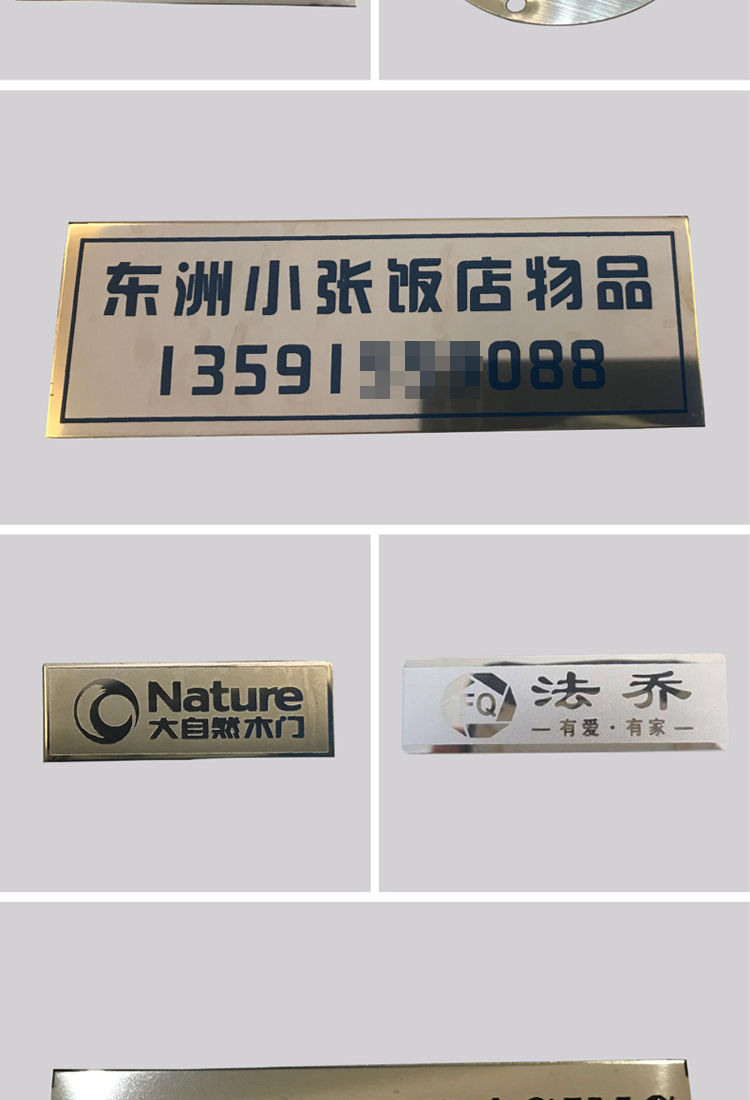 东洲小张饭店物品
13591 088
Nature
大自然木门
FQ
法乔
—有爱·有家—